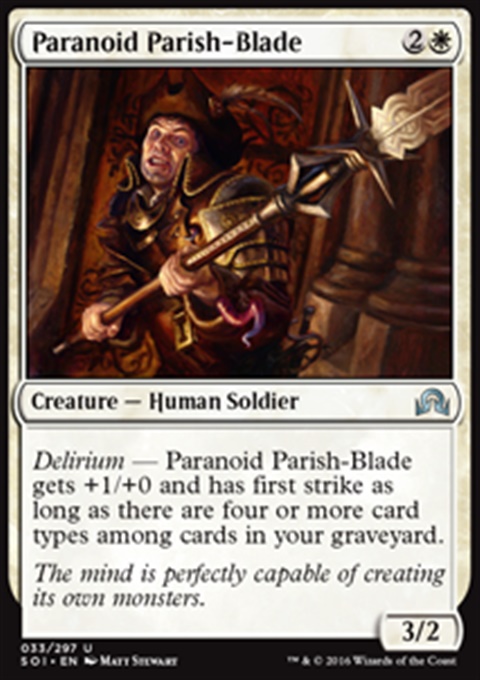 Paranoid Parish-Blade 2
Creature — Human Soldier
Delirium — Paranoid Parish-Blade
gets +1/+0 and has first strike as
long as there are four or more card
types among cards in your graveyard.
The mind is perfectly capable of creating
its own monsters.
3/2
033/297 U
SOI • EN Matt Stewart ™ & © 2016 Wizards of the Coast